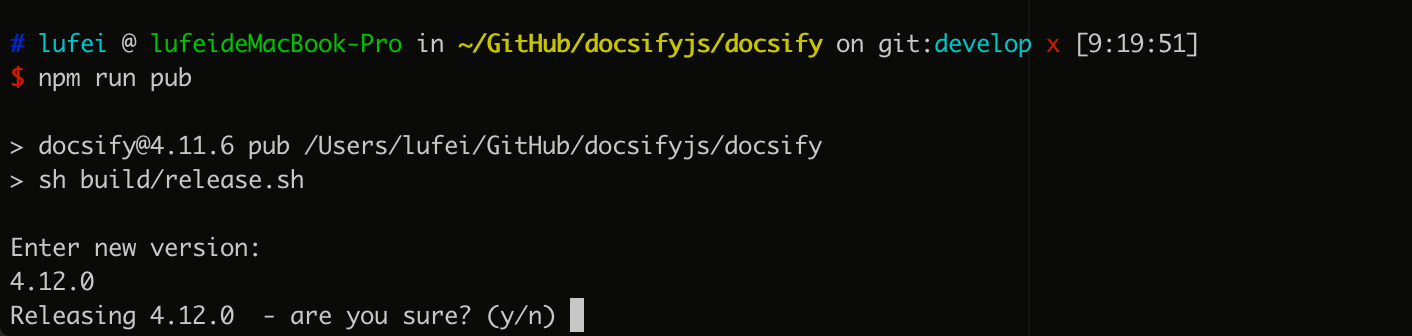 # lufei @ lufeideMacBook-Pro in ~/GitHub/docsifyjs/docsify on git:develop x [9:19:51]
$ npm run pub
> docsify@4.11.6 pub /Users/lufei/GitHub/docsifyjs/docsify
> sh build/release.sh
Enter new version:
4.12.0
Releasing 4.12.0  - are you sure? (y/n)